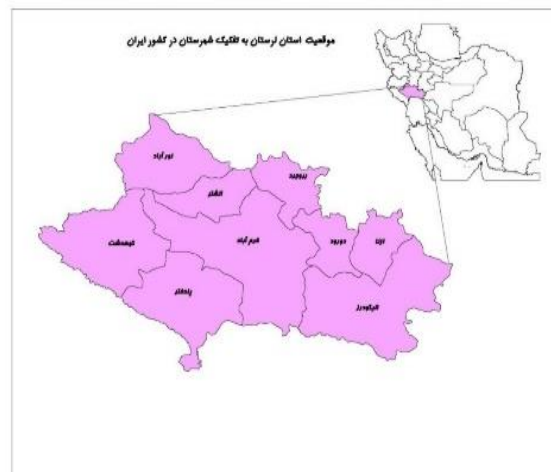 موقعیت استان لرستان به تفکیک شهرستان در کشور ایران
نورآباد
بروجرد
الشتر
ازنا
دورود
خرم آباد
کوهدشت
پلدختر
الیگودرز